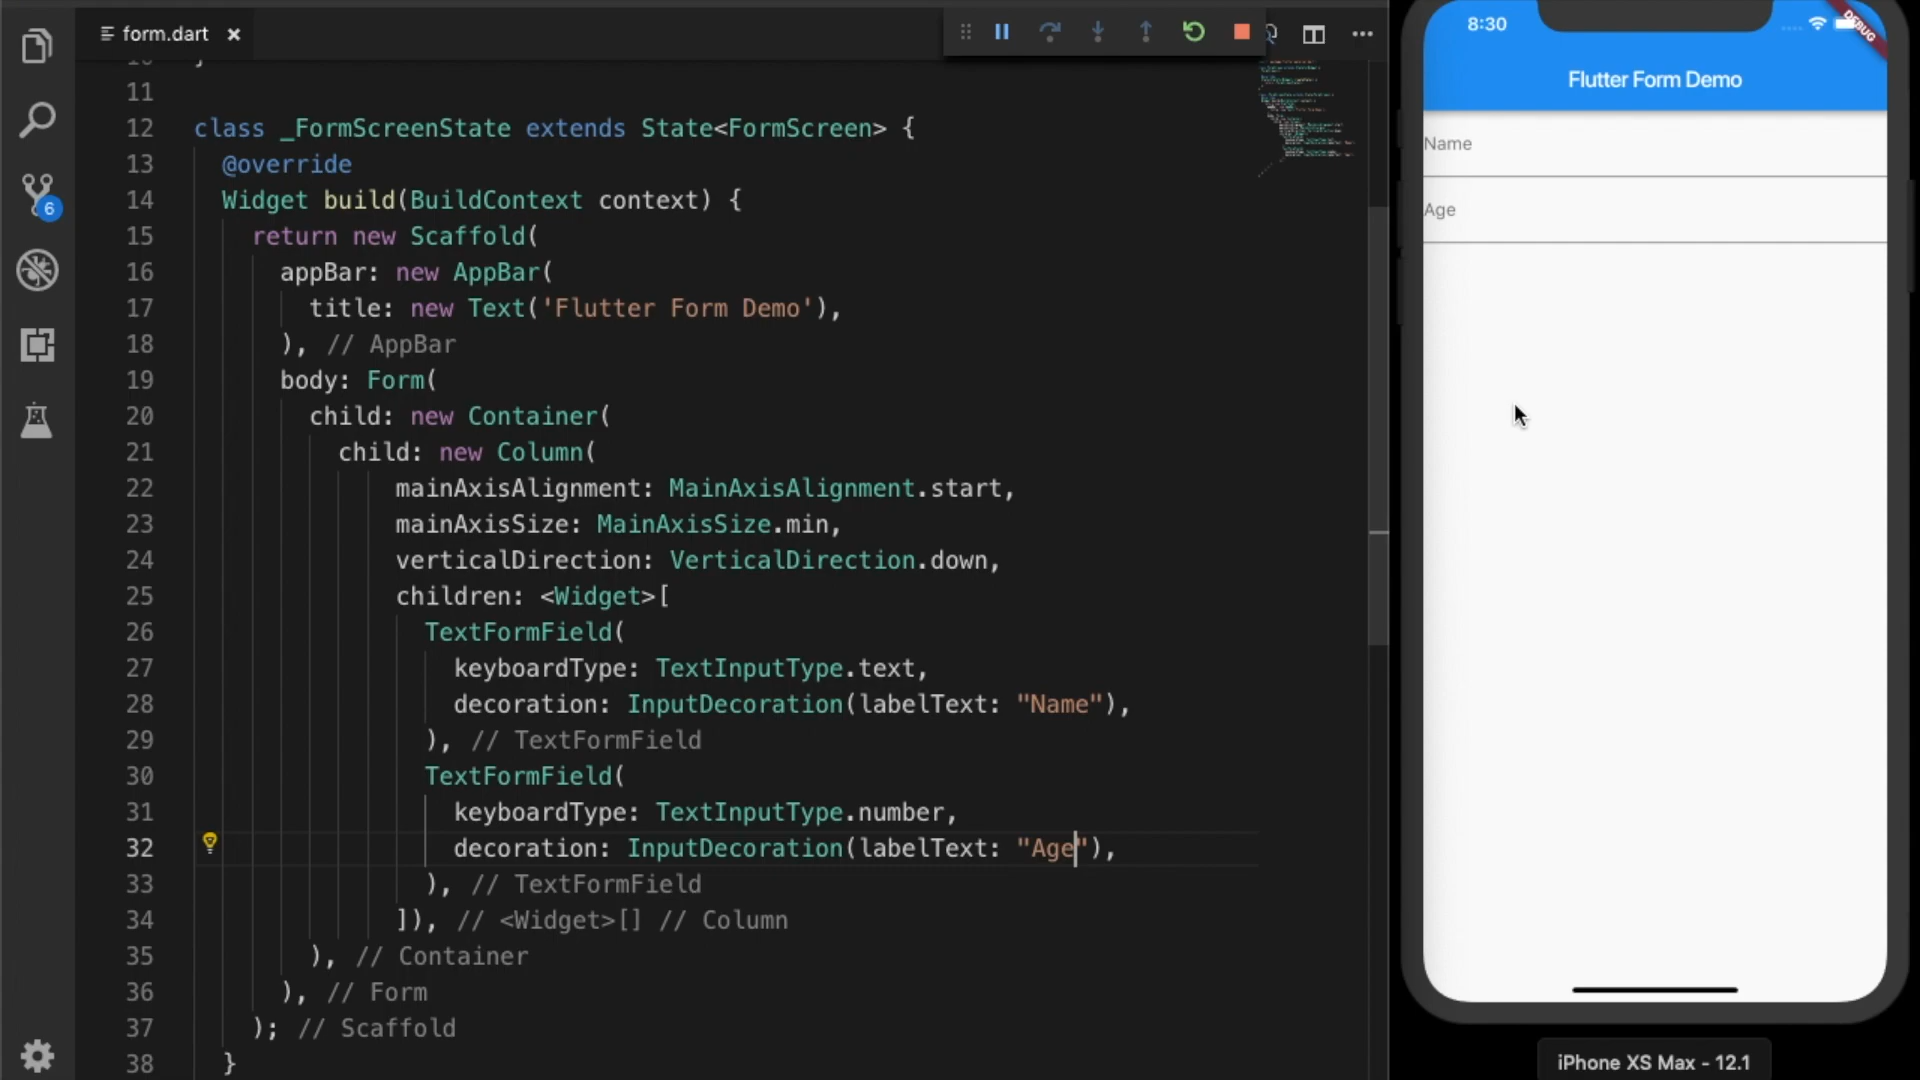 form.dart
11
12 class _FormScreenState extends State<FormScreen> {
13 @override
14 Widget build(BuildContext context) {
15 return new Scaffold(
16 appBar: new AppBar(
17 title: new Text('Flutter Form Demo'),
18 ), // AppBar
19 body: Form(
20 child: new Container(
21 child: new Column(
22 mainAxisAlignment: MainAxisAlignment.start,
23 mainAxisSize: MainAxisSize.min,
24 verticalDirection: VerticalDirection.down,
25 children: <Widget>[
26 TextFormField(
27 keyboardType: TextInputType.text,
28 decoration: InputDecoration(labelText: "Name"),
29 ), // TextFormField
30 TextFormField(
31 keyboardType: TextInputType.number,
32 decoration: InputDecoration(labelText: "Age"),
33 ), // TextFormField
34 ]), // <Widget>[] // Column
35 ), // Container
36 ), // Form
37 ); // Scaffold
38 }
6
8:30
DEBUG
Flutter Form Demo
Name
Age
iPhone XS Max - 12.1